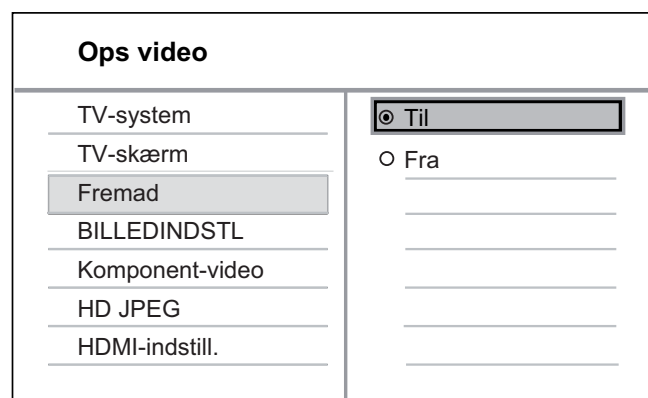 Ops video
TV-system
TV-skærm
Fremad
BILLEDINDSTL
Komponent-video
HD JPEG
HDMI-indstill.
Til
Fra